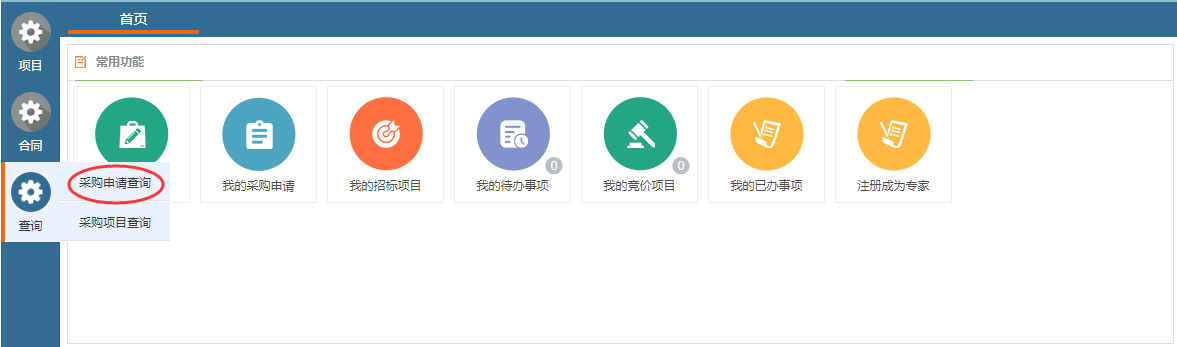 首页
项目
合同
查询
常用功能
采购申请查询
采购项目查询
我的采购申请
我的招标项目
0
我的待办事项
0
我的竞价项目
我的已办事项
注册成为专家